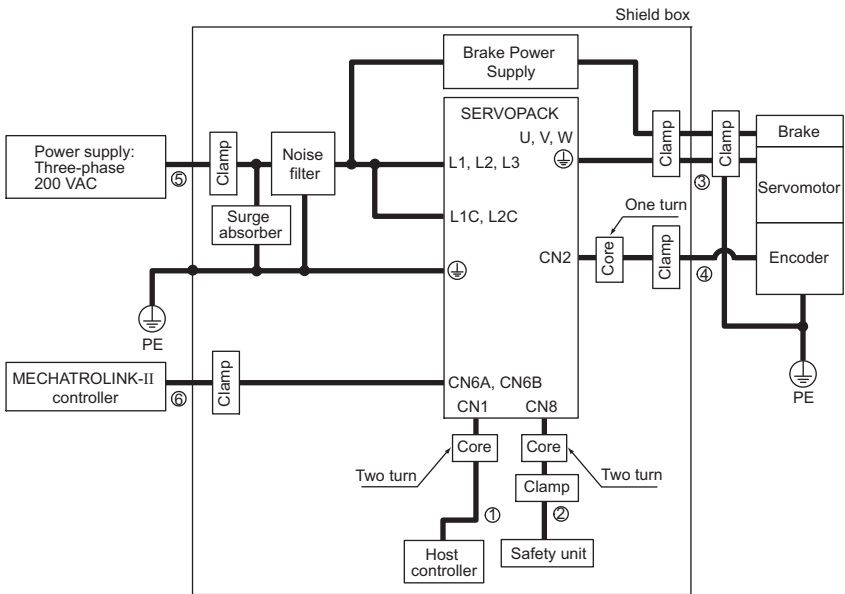 Shield box
Brake Power
Supply
SERVOPACK
U, V, W
Power supply:
Three-phase
200 VAC
⑤
Clamp
Noise
filter
L1, L2, L3
Clamp
Clamp
③
Brake
Servomotor
Surge
absorber
L1C, L2C
One turn
CN2
Core
Clamp
④
Encoder
PE
PE
MECHATROLINK-II
controller
⑥
Clamp
CN6A, CN6B
CN1
CN8
Core
Core
Two turn
Two turn
Clamp
①
②
Host
controller
Safety unit